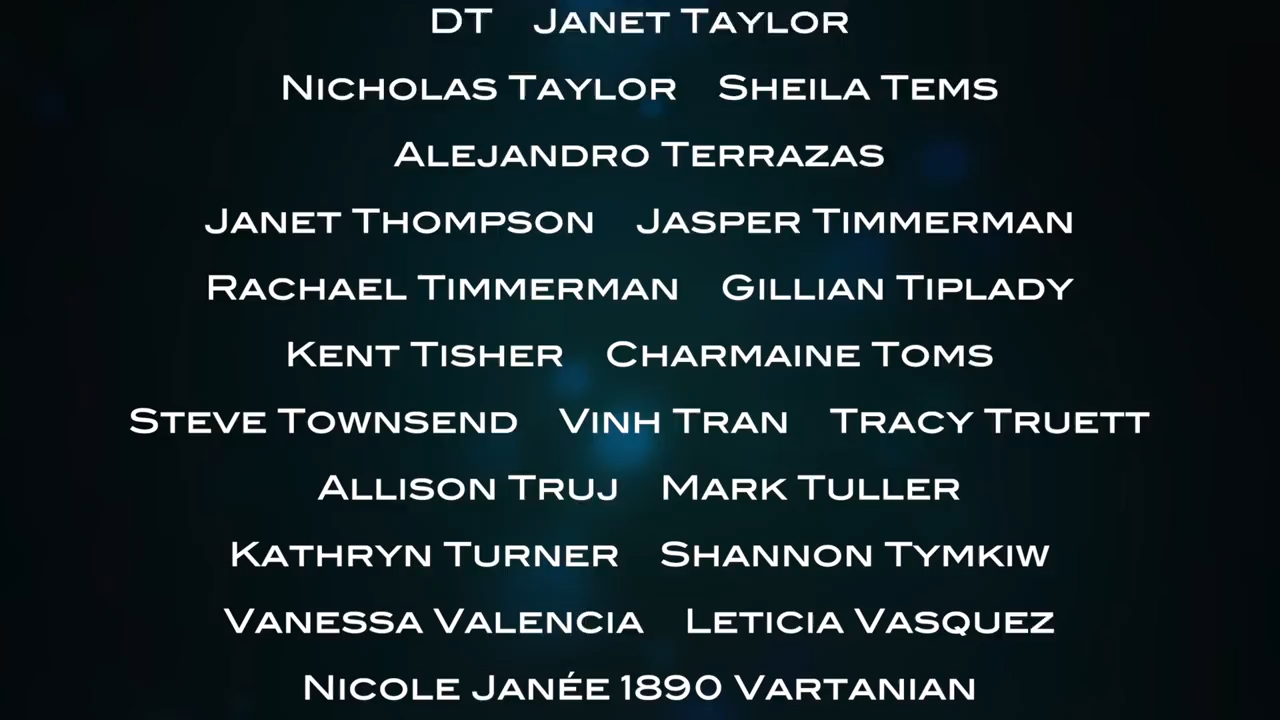 DT Janet Taylor
Nicholas Taylor Sheila Tems
Alejandro Terrazas
Janet Thompson Jasper Timmerman
Rachael Timmerman Gillian Tiplady
Kent Tisher Charmaine Toms
Steve Townsend Vinh Tran Tracy Truett
Allison Truj Mark Tuller
Kathryn Turner Shannon Tymkiw
Vanessa Valencia Leticia Vasquez
Nicole Janée 1890 Vartanian